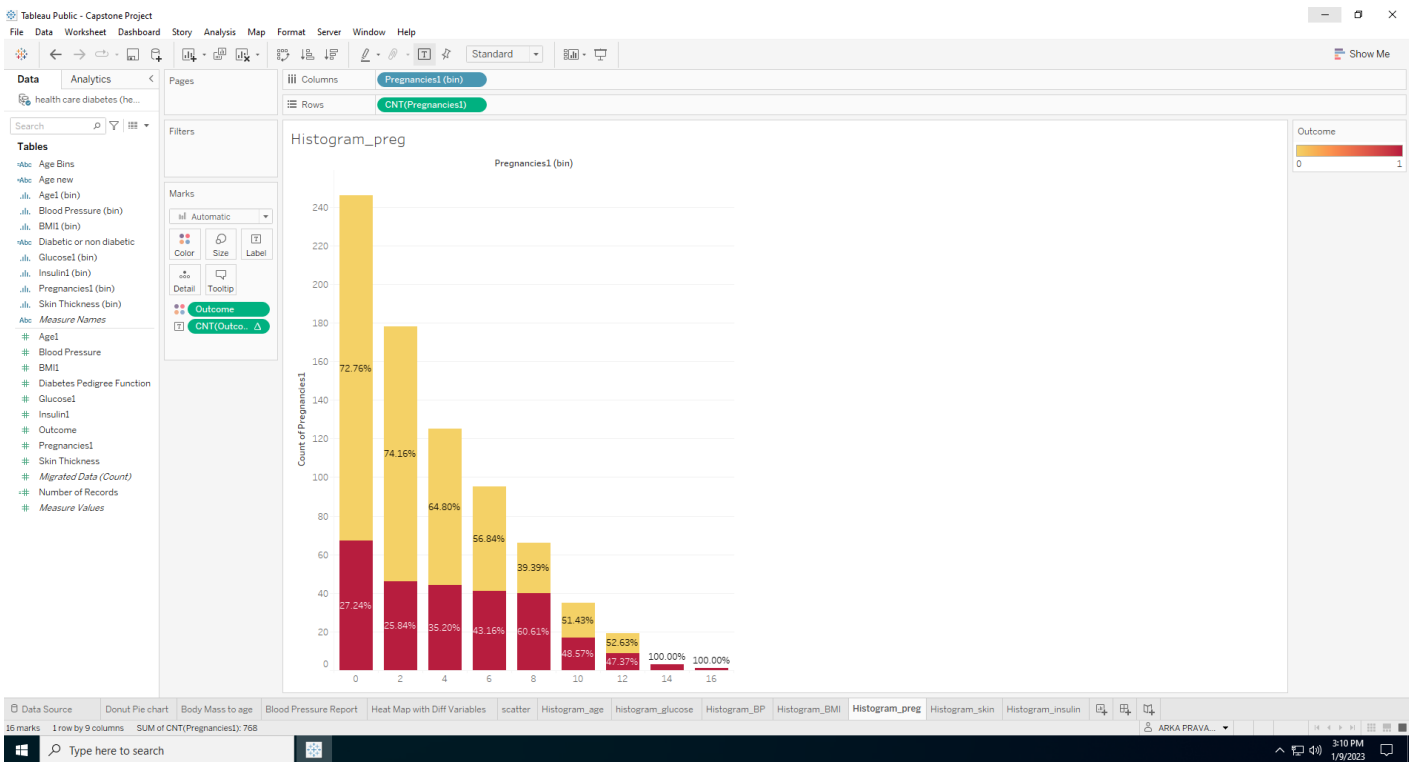 Tableau Public - Capstone Project
File Data Worksheet Dashboard Story Analysis Map Format Server Window Help
Standard
Show Me
Data Analytics
health care diabetes (he...
Search
Tables
=Abc Age Bins
=Abc Age new
Age1 (bin)
Blood Pressure (bin)
BMI1 (bin)
=Abc Diabetic or non diabetic
Glucose1 (bin)
Insulin1 (bin)
Pregnancies1 (bin)
Skin Thickness (bin)
Abc Measure Names
# Age1
# Blood Pressure
# BMI1
# Diabetes Pedigree Function
# Glucose1
# Insulin1
# Outcome
# Pregnancies1
# Skin Thickness
# Migrated Data (Count)
=# Number of Records
# Measure Values
Pages
Filters
Marks
Automatic
Color Size Label
Detail Tooltip
Outcome
CNT(Outco.. Δ
Columns Pregnancies1 (bin)
Rows CNT(Pregnancies1)
Histogram_preg
Pregnancies1 (bin)
Count of Pregnancies1
240
220
200
180
160
140
120
100
80
60
40
20
0
72.76%
74.16%
64.80%
56.84%
39.39%
51.43%
52.63%
27.24%
25.84%
35.20%
43.16%
60.61%
48.57%
47.37%
100.00%
100.00%
0 2 4 6 8 10 12 14 16
Outcome
0 1
Data Source Donut Pie chart Body Mass to age Blood Pressure Report Heat Map with Diff Variables scatter Histogram_age histogram_glucose Histogram_BP Histogram_BMI Histogram_preg Histogram_skin Histogram_insulin
16 marks 1 row by 9 columns SUM of CNT(Pregnancies1): 768
ARKA PRAVA...
Type here to search
3:10 PM
1/9/2023